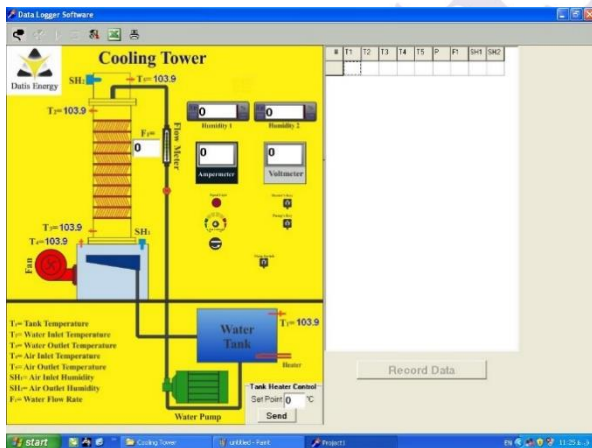 Data Logger Software
Cooling Tower
Datis Energy
SH₂
T₅= 103.9
T₂= 103.9
F₁=
0
Flow Meter
0
Humidity 1
0
Humidity 2
0
Ampermeter
0
Voltmeter
T₃= 103.9
T₄= 103.9
SH₁
Fan
# T1 T2 T3 T4 T5 P F1 SH1 SH2
T₁= Tank Temperature
T₂= Water Inlet Temperature
T₃= Water Outlet Temperature
T₄= Air Inlet Temperature
T₅= Air Outlet Temperature
SH₁= Air Inlet Humidity
SH₂= Air Outlet Humidity
F₁= Water Flow Rate
Water Tank
T₁= 103.9
Heater
Water Pump
Tank Heater Control
Set Point 0 °C
Send
Record Data
start
Cooling Tower
untitled - Paint
Project1
EN